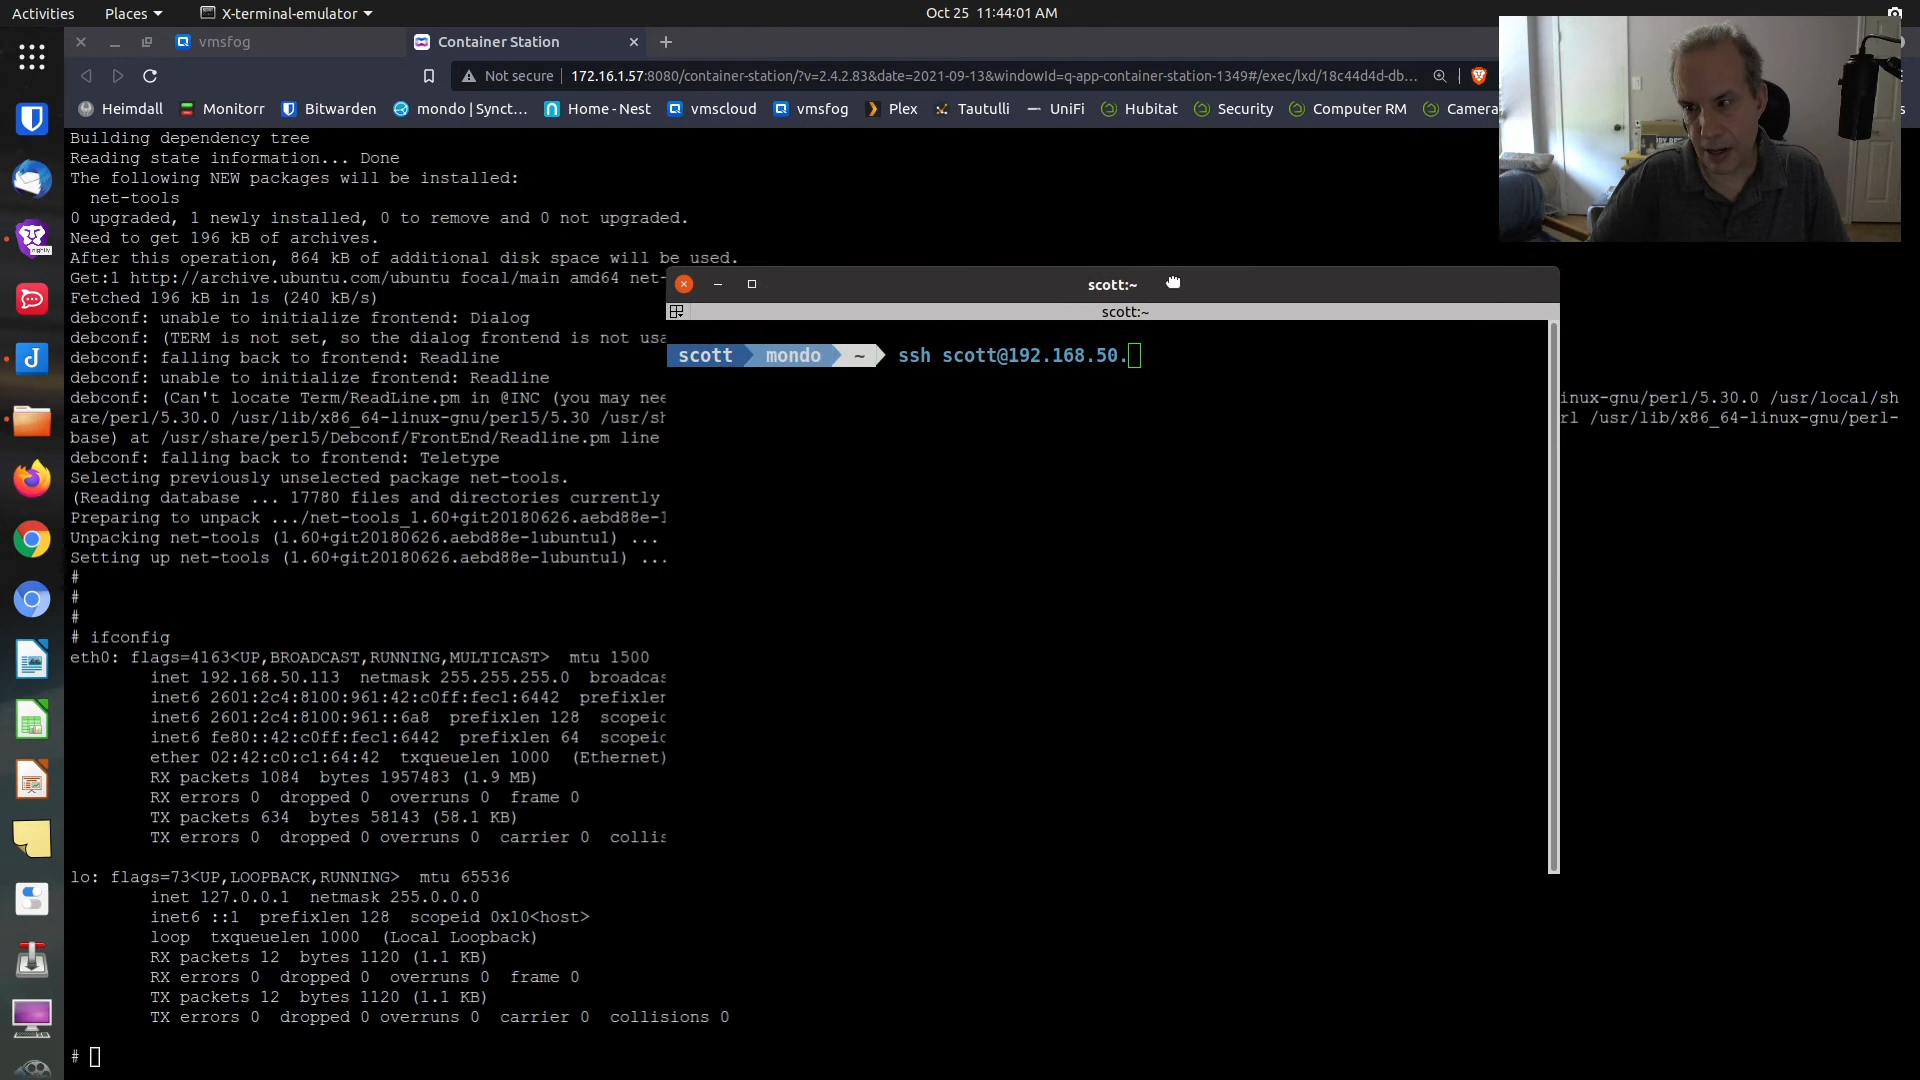 Activities Places X-terminal-emulator Oct 25 11:44:01 AM
vmsfog Container Station
Not secure 172.16.1.57:8080/container-station/?v=2.4.2.83&date=2021-09-13&windowId=q-app-container-station-1349#/exec/lxd/18c44d4d-db...
Heimdall Monitorr Bitwarden mondo | Synct... Home - Nest vmscloud vmsfog Plex Tautulli UniFi Hubitat Security Computer RM Camera
Building dependency tree
Reading state information... Done
The following NEW packages will be installed:
net-tools
0 upgraded, 1 newly installed, 0 to remove and 0 not upgraded.
Need to get 196 kB of archives.
After this operation, 864 kB of additional disk space will be used.
Get:1 http://archive.ubuntu.com/ubuntu focal/main amd64 net-
Fetched 196 kB in 1s (240 kB/s)
debconf: unable to initialize frontend: Dialog
debconf: (TERM is not set, so the dialog frontend is not usa
debconf: falling back to frontend: Readline
debconf: unable to initialize frontend: Readline
debconf: (Can't locate Term/ReadLine.pm in @INC (you may nee
inux-gnu/perl/5.30.0 /usr/local/sh
are/perl/5.30.0 /usr/lib/x86_64-linux-gnu/perl5/5.30 /usr/sh
rl /usr/lib/x86_64-linux-gnu/perl-
base) at /usr/share/perl5/Debconf/FrontEnd/Readline.pm line
debconf: falling back to frontend: Teletype
Selecting previously unselected package net-tools.
(Reading database ... 17780 files and directories currently
Preparing to unpack .../net-tools_1.60+git20180626.aebd88e-1
Unpacking net-tools (1.60+git20180626.aebd88e-1ubuntu1) ...
Setting up net-tools (1.60+git20180626.aebd88e-1ubuntu1) ...
#
#
#
# ifconfig
eth0: flags=4163<UP,BROADCAST,RUNNING,MULTICAST> mtu 1500
inet 192.168.50.113 netmask 255.255.255.0 broadcas
inet6 2601:2c4:8100:961:42:c0ff:fec1:6442 prefixlen
inet6 2601:2c4:8100:961::6a8 prefixlen 128 scopeid
inet6 fe80::42:c0ff:fec1:6442 prefixlen 64 scopeid
ether 02:42:c0:c1:64:42 txqueuelen 1000 (Ethernet)
RX packets 1084 bytes 1957483 (1.9 MB)
RX errors 0 dropped 0 overruns 0 frame 0
TX packets 634 bytes 58143 (58.1 KB)
TX errors 0 dropped 0 overruns 0 carrier 0 collis
lo: flags=73<UP,LOOPBACK,RUNNING> mtu 65536
inet 127.0.0.1 netmask 255.0.0.0
inet6 ::1 prefixlen 128 scopeid 0x10<host>
loop txqueuelen 1000 (Local Loopback)
RX packets 12 bytes 1120 (1.1 KB)
RX errors 0 dropped 0 overruns 0 frame 0
TX packets 12 bytes 1120 (1.1 KB)
TX errors 0 dropped 0 overruns 0 carrier 0 collisions 0
#
scott:~
scott:~
scott mondo ~ ssh scott@192.168.50.